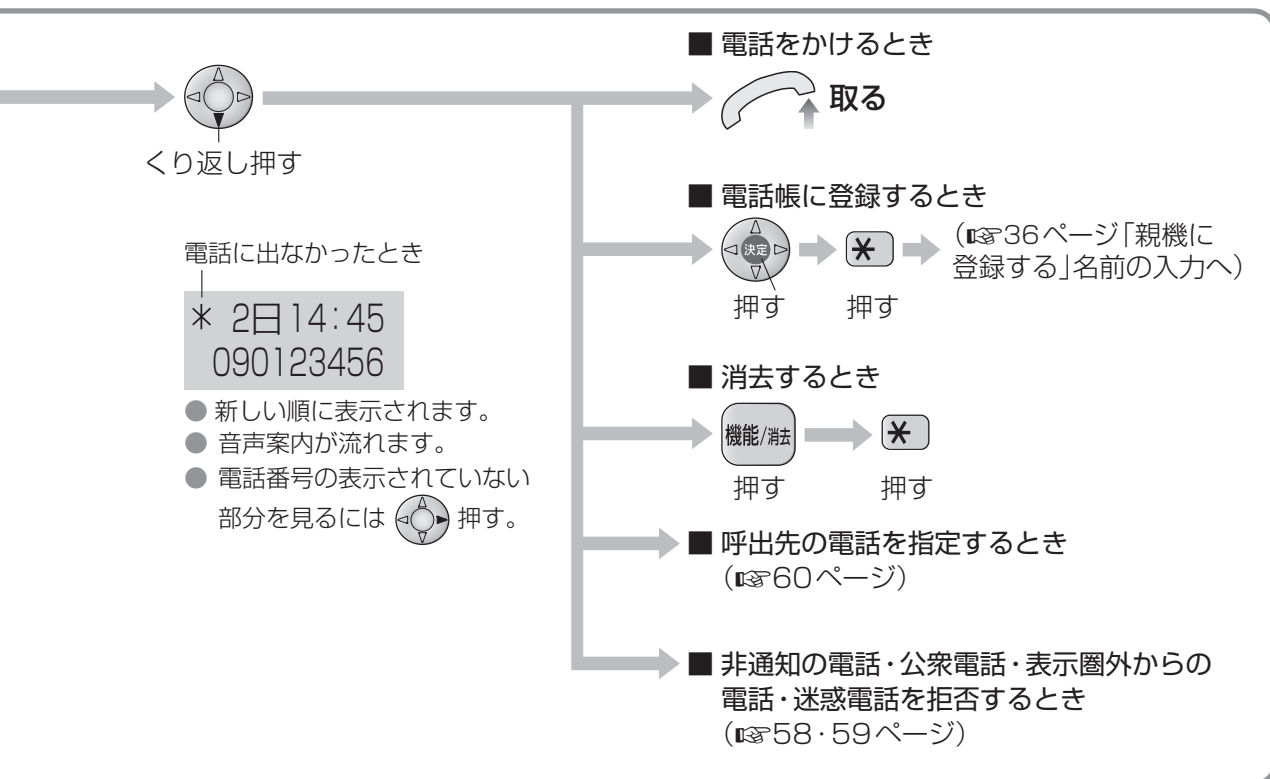 くり返し押す
電話に出なかったとき
* 2日14:45
090123456
● 新しい順に表示されます。
● 音声案内が流れます。
● 電話番号の表示されていない
部分を見るには 押す。
■ 電話をかけるとき
取る
■ 電話帳に登録するとき
決定
*
(☞36ページ「親機に
登録する」名前の入力へ)
押す 押す
■ 消去するとき
機能/消去
*
押す 押す
■ 呼出先の電話を指定するとき
(☞60ページ)
■ 非通知の電話・公衆電話・表示圏外からの
電話・迷惑電話を拒否するとき
(☞58・59ページ)